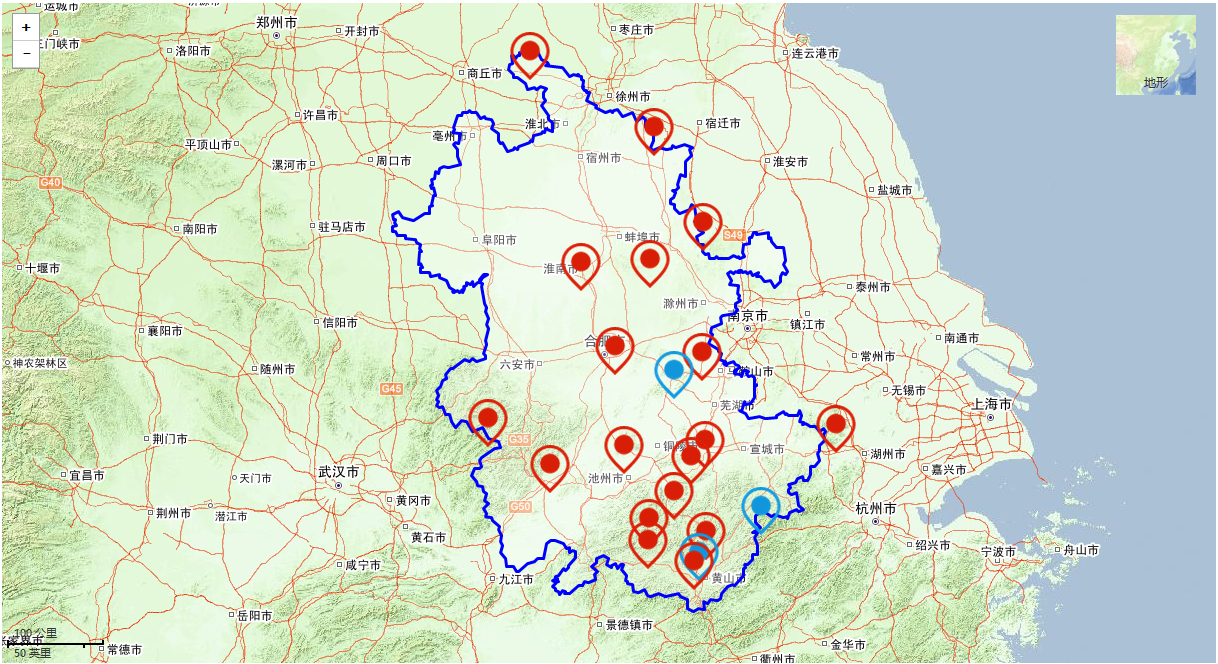 运城市
济源市
+
郑州市
开封市
枣庄市
三门峡市
洛阳市
连云港市
−
商丘市
地形
徐州市
许昌市
淮北市
宿迁市
亳州市
平顶山市
宿州市
漯河市
周口市
淮安市
G40
盐城市
南阳市
驻马店市
阜阳市
蚌埠市
S49
十堰市
淮南市
泰州市
滁州市
襄阳市
信阳市
南京市
镇江市
南通市
合肥市
神农架林区
随州市
六安市
马鞍山市
常州市
G45
无锡市
芜湖市
上海市
荆门市
G35
铜陵市
宣城市
湖州市
宜昌市
天门市
武汉市
池州市
嘉兴市
荆州市
潜江市
黄冈市
G50
杭州市
黄石市
绍兴市
宁波市
舟山市
咸宁市
九江市
黄山市
岳阳市
景德镇市
100 公里
张家界市
50 英里
常德市
金华市
衢州市